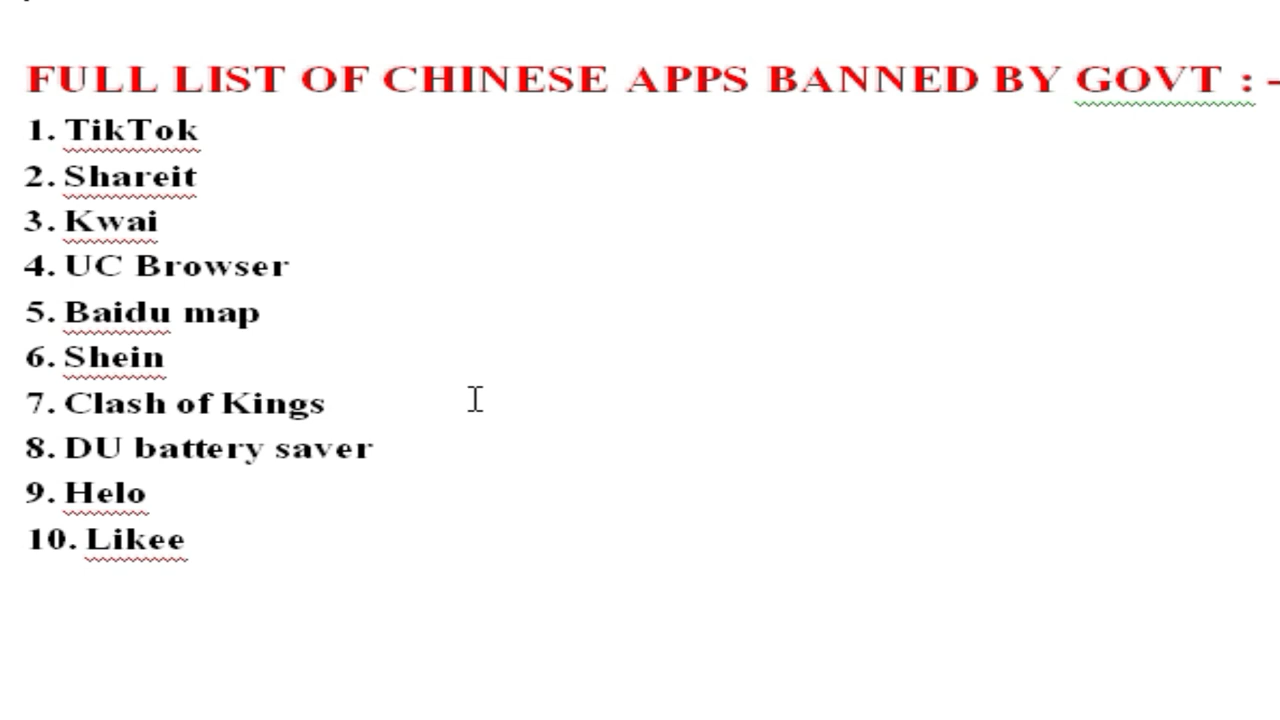 FULL LIST OF CHINESE APPS BANNED BY GOVT : -
1. TikTok
2. Shareit
3. Kwai
4. UC Browser
5. Baidu map
6. Shein
7. Clash of Kings
8. DU battery saver
9. Helo
10. Likee